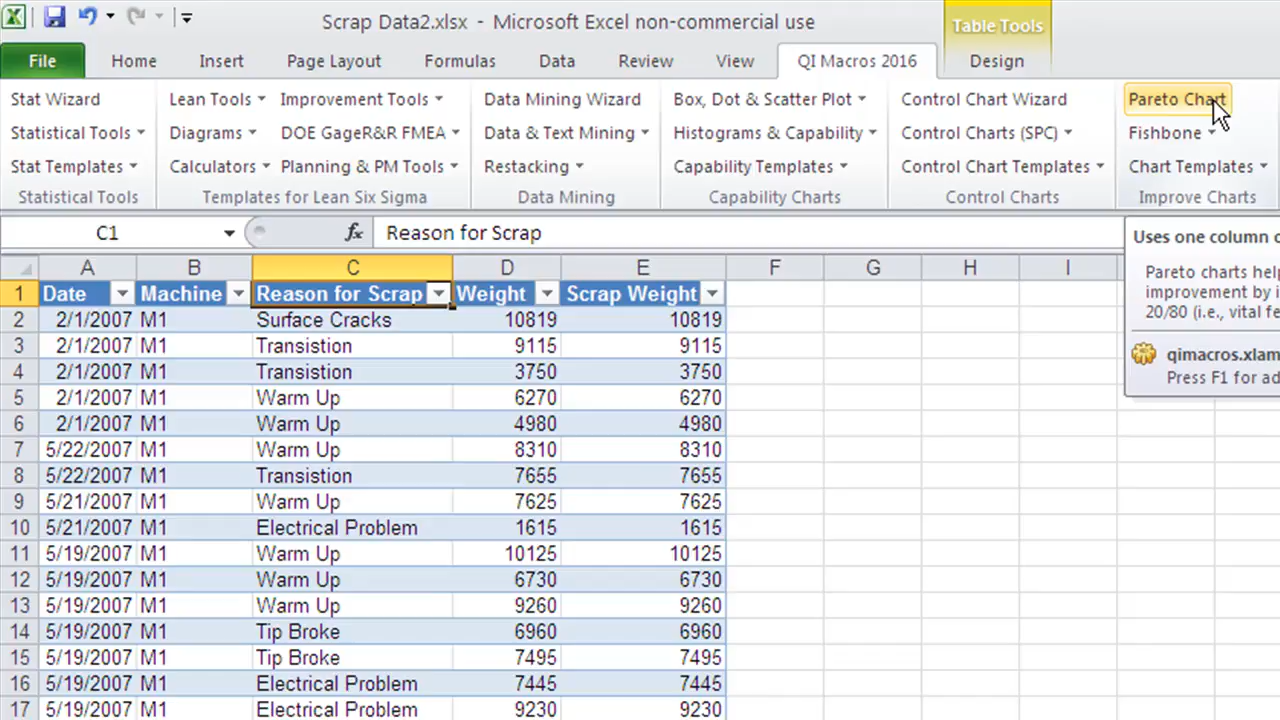 Scrap Data2.xlsx - Microsoft Excel non-commercial use
Table Tools
File Home Insert Page Layout Formulas Data Review View QI Macros 2016 Design
Stat Wizard Lean Tools Improvement Tools Data Mining Wizard Box, Dot & Scatter Plot Control Chart Wizard Pareto Chart
Statistical Tools Diagrams DOE GageR&R FMEA Data & Text Mining Histograms & Capability Control Charts (SPC) Fishbone
Stat Templates Calculators Planning & PM Tools Restacking Capability Templates Control Chart Templates Chart Templates
Statistical Tools Templates for Lean Six Sigma Data Mining Capability Charts Control Charts Improve Charts
C1 fx Reason for Scrap
Uses one column o
Pareto charts help
improvement by i
20/80 (i.e., vital fe
qimacros.xlam
Press F1 for ad
A B C D E F G H I
1 Date Machine Reason for Scrap Weight Scrap Weight
2 2/1/2007 M1 Surface Cracks 10819 10819
3 2/1/2007 M1 Transistion 9115 9115
4 2/1/2007 M1 Transistion 3750 3750
5 2/1/2007 M1 Warm Up 6270 6270
6 2/1/2007 M1 Warm Up 4980 4980
7 5/22/2007 M1 Warm Up 8310 8310
8 5/22/2007 M1 Transistion 7655 7655
9 5/21/2007 M1 Warm Up 7625 7625
10 5/21/2007 M1 Electrical Problem 1615 1615
11 5/19/2007 M1 Warm Up 10125 10125
12 5/19/2007 M1 Warm Up 6730 6730
13 5/19/2007 M1 Warm Up 9260 9260
14 5/19/2007 M1 Tip Broke 6960 6960
15 5/19/2007 M1 Tip Broke 7495 7495
16 5/19/2007 M1 Electrical Problem 7445 7445
17 5/19/2007 M1 Electrical Problem 9230 9230